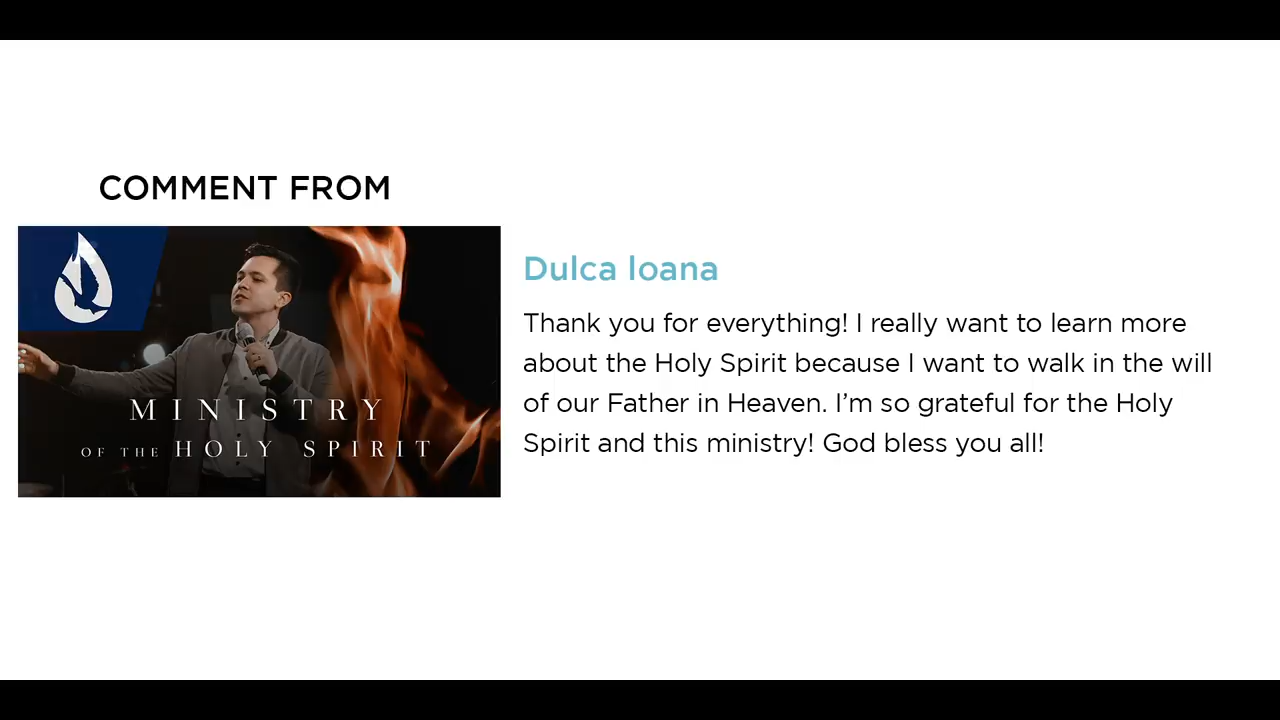 COMMENT FROM
MINISTRY
OF THE HOLY SPIRIT
Dulca Ioana
Thank you for everything! I really want to learn more
about the Holy Spirit because I want to walk in the will
of our Father in Heaven. I'm so grateful for the Holy
Spirit and this ministry! God bless you all!